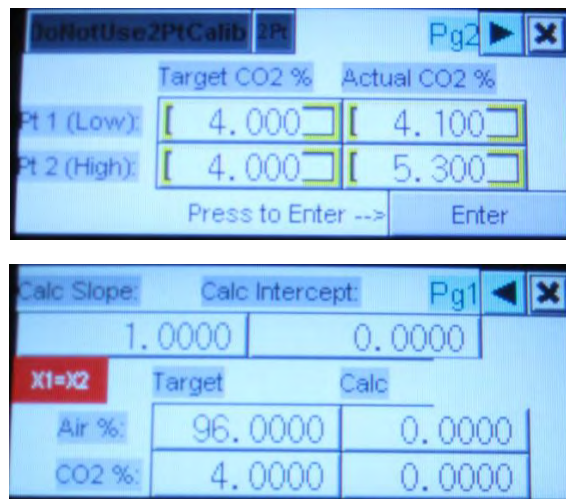 DoNotUse2PtCalib 2Pt Pg2
Target CO2 % Actual CO2 %
Pt 1 (Low): 4.000 4.100
Pt 2 (High): 4.000 5.300
Press to Enter --> Enter
Calc Slope: Calc Intercept: Pg1
1.0000 0.0000
X1=X2 Target Calc
Air %: 96.0000 0.0000
CO2 %: 4.0000 0.0000